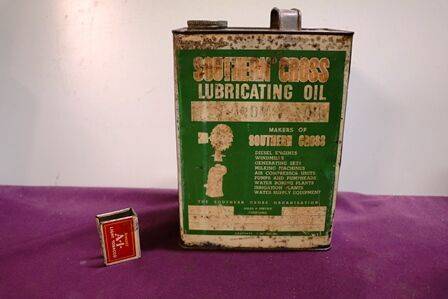 SOUTHERN CROSS
LUBRICATING OIL
MAKERS OF
SOUTHERN CROSS
DIESEL ENGINES
WINDMILLS
GENERATING SETS
MILKING MACHINES
AIR COMPRESSOR UNITS
PUMPS AND PUMPHEADS
WATER BORING PLANTS
IRRIGATION PLANTS
WATER SUPPLY EQUIPMENT
THE SOUTHERN CROSS ORGANISATION
A1